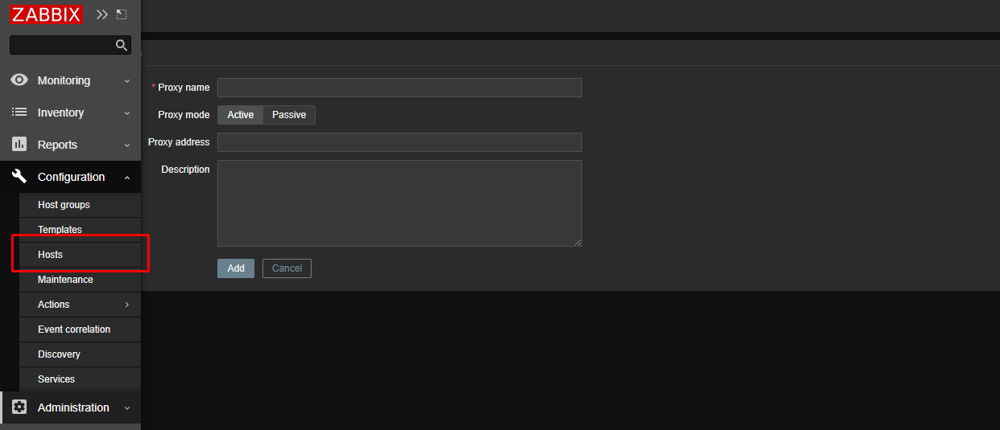 ZABBIX
Monitoring
Inventory
Reports
Configuration
Host groups
Templates
Hosts
Maintenance
Actions
Event correlation
Discovery
Services
Administration
* Proxy name
Proxy mode Active Passive
Proxy address
Description
Add Cancel